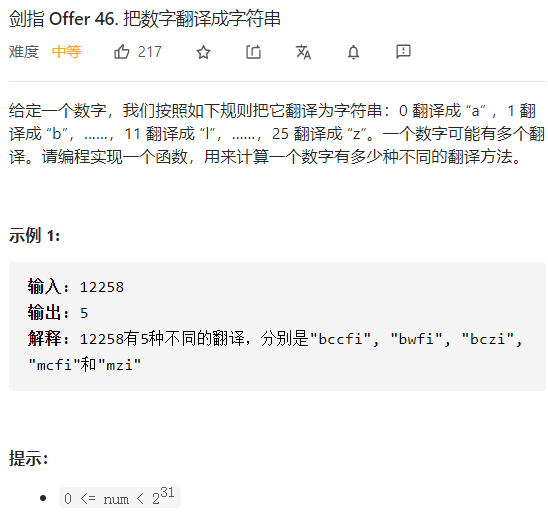 剑指 Offer 46. 把数字翻译成字符串
难度 中等 217
给定一个数字，我们按照如下规则把它翻译为字符串：0 翻译成 “a” ，1 翻
译成 “b”，……，11 翻译成 “l”，……，25 翻译成 “z”。一个数字可能有多个翻
译。请编程实现一个函数，用来计算一个数字有多少种不同的翻译方法。
示例 1:
输入: 12258
输出: 5
解释: 12258有5种不同的翻译，分别是"bccfi", "bwfi", "bczi",
"mcfi"和"mzi"
提示：
• 0 <= num < 2³¹